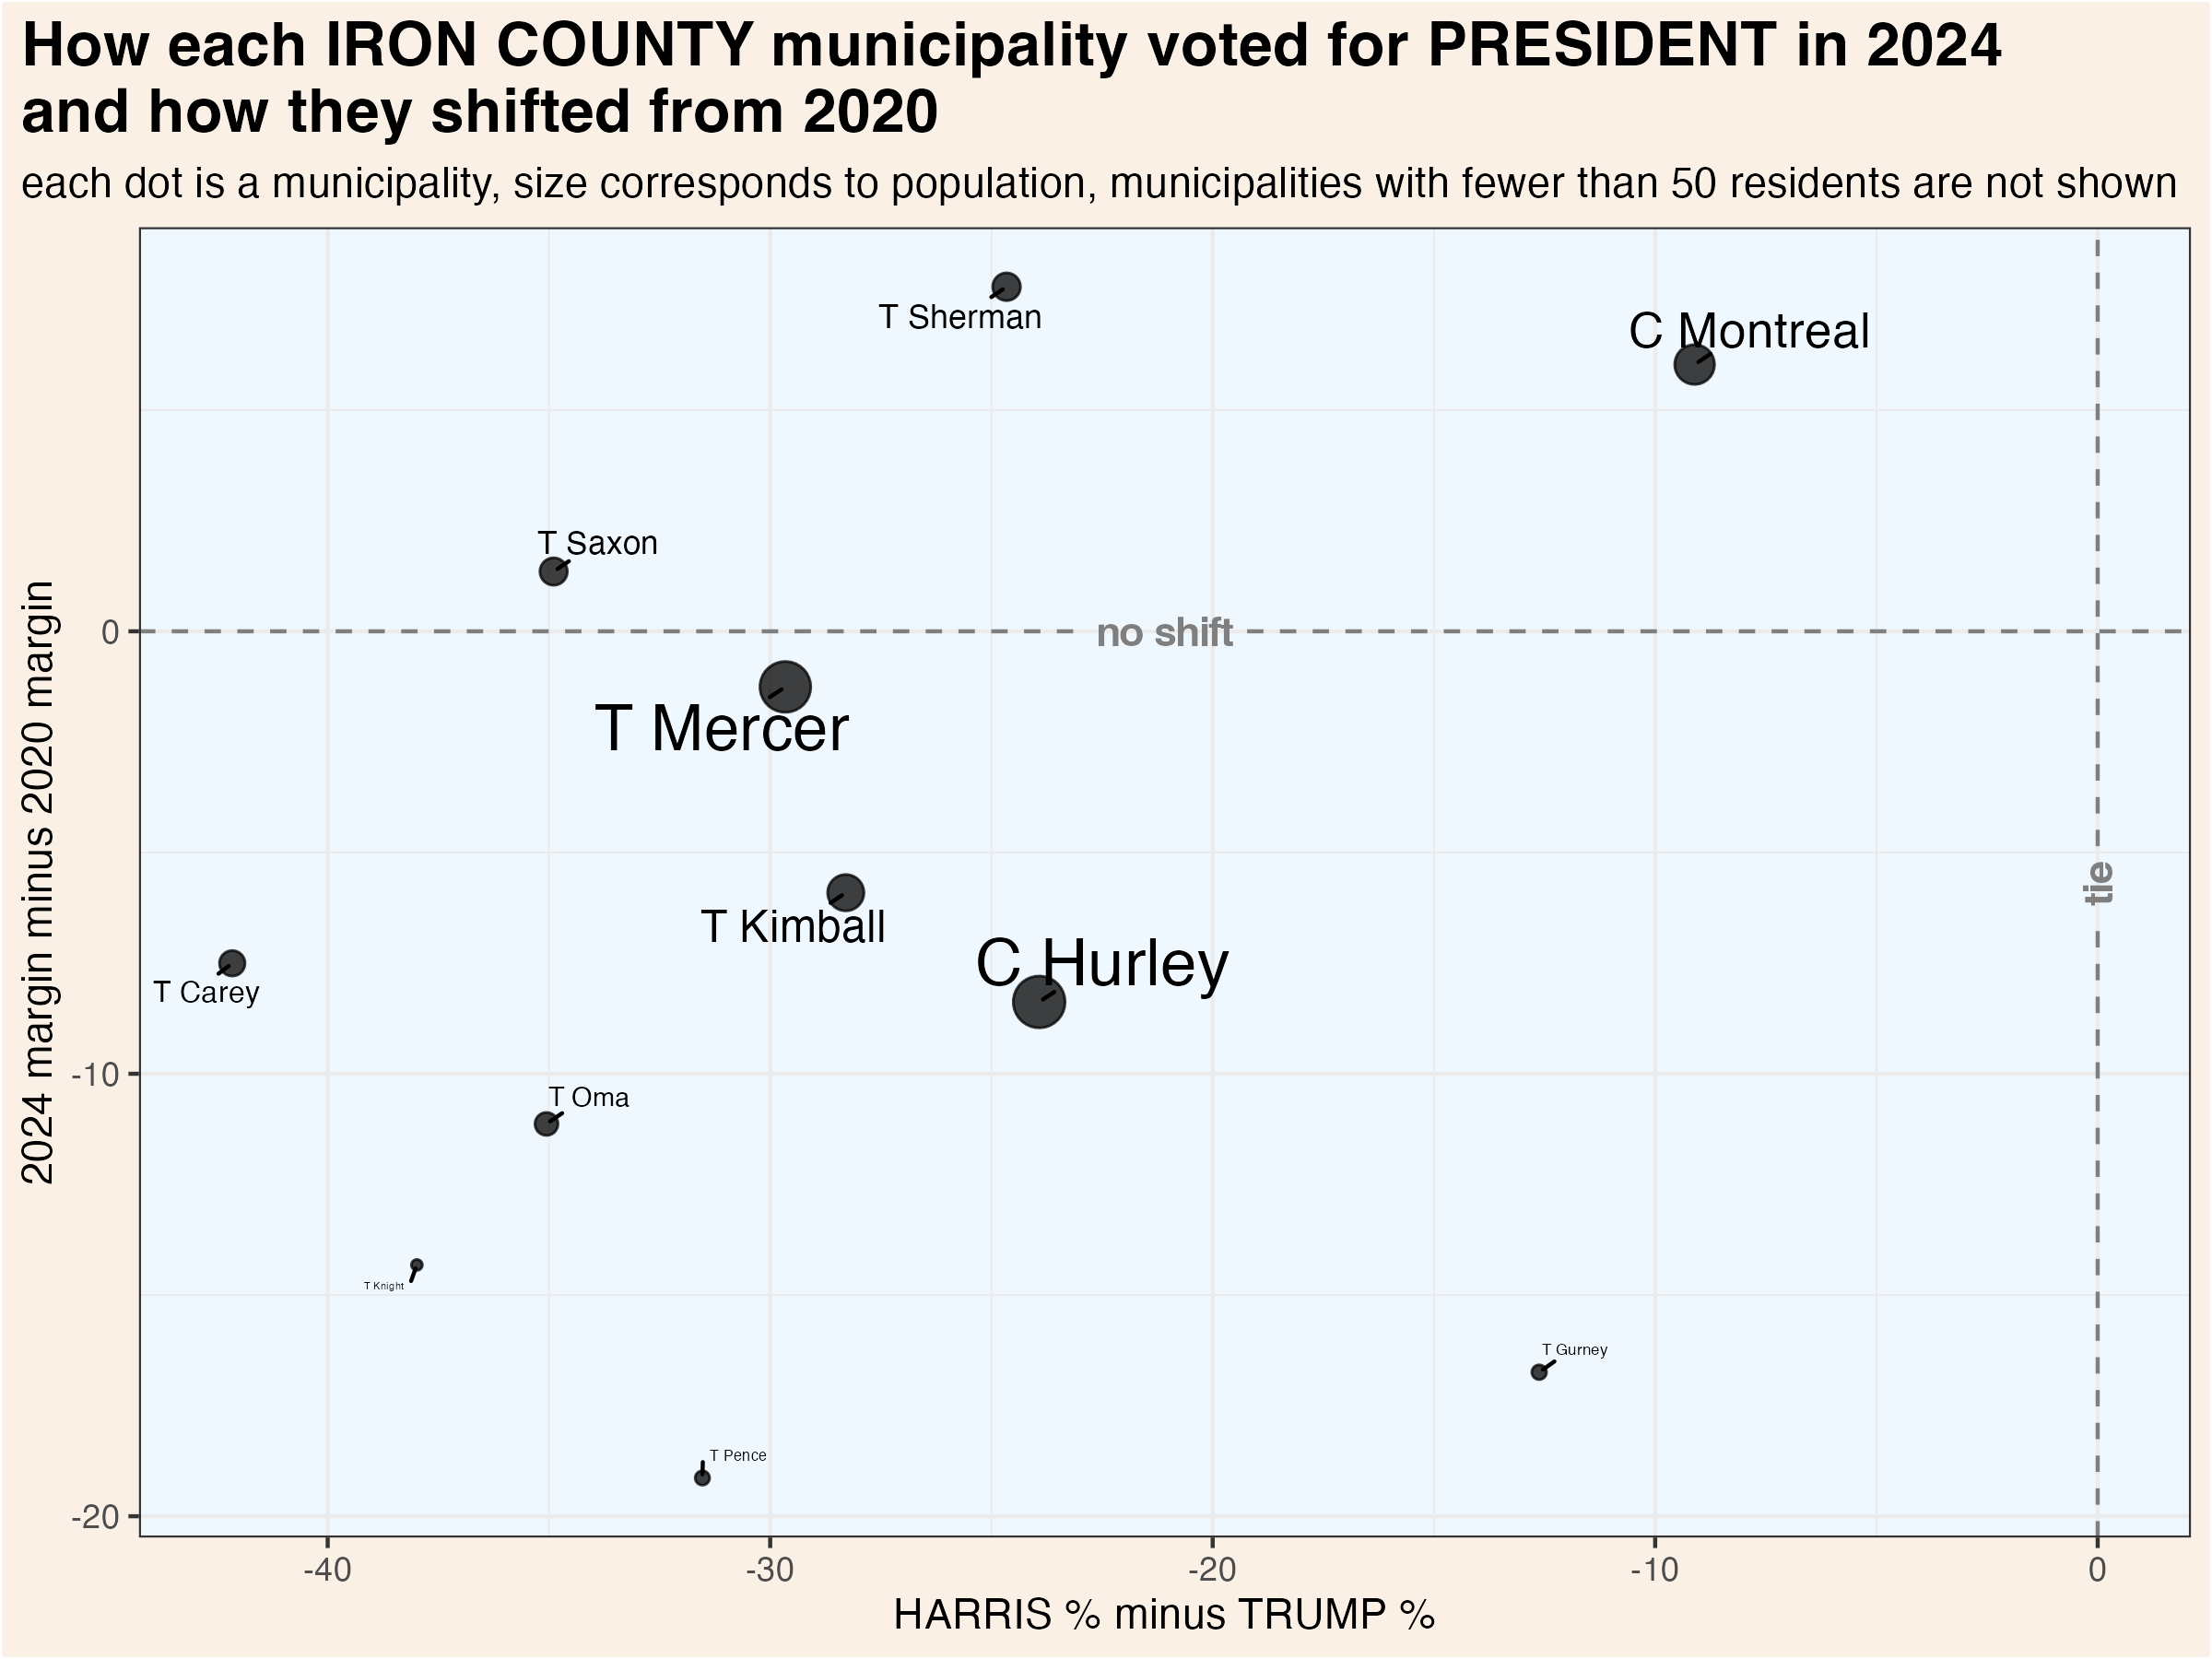 How each IRON COUNTY municipality voted for PRESIDENT in 2024
and how they shifted from 2020
each dot is a municipality, size corresponds to population, municipalities with fewer than 50 residents are not shown
T Sherman
C Montreal
T Saxon
no shift
T Mercer
T Kimball
tie
C Hurley
T Carey
T Oma
T Knight
T Gurney
T Pence
2024 margin minus 2020 margin
0
-10
-20
-40
-30
-20
-10
0
HARRIS % minus TRUMP %